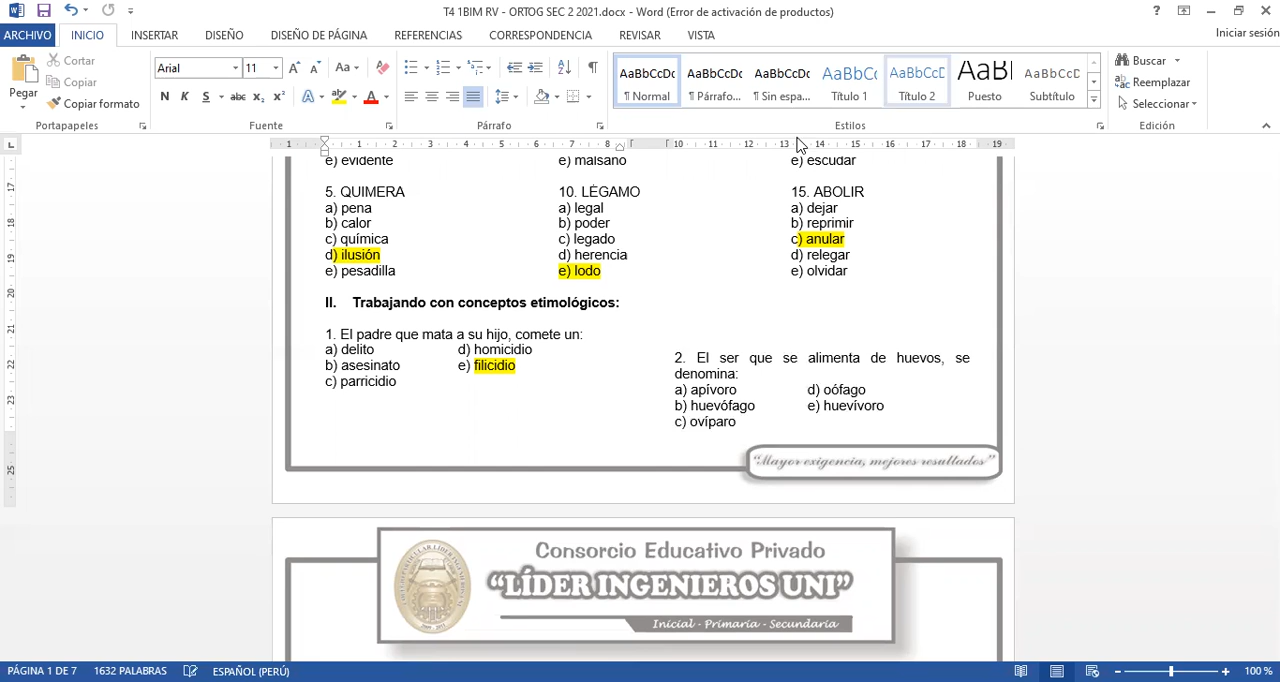 T4 1BIM RV - ORTOG SEC 2 2021.docx - Word (Error de activación de productos)
ARCHIVO INICIO INSERTAR DISEÑO DISEÑO DE PÁGINA REFERENCIAS CORRESPONDENCIA REVISAR VISTA Iniciar sesión
Pegar
Cortar
Copiar
Copiar formato
Portapapeles
Arial 11
Fuente
Párrafo
AaBbCcDc AaBbCcDc AaBbCcDc AaBbCc AaBbCcD AaBl AaBbCcD
¶ Normal ¶ Párrafo... ¶ Sin espa... Título 1 Título 2 Puesto Subtítulo
Estilos
Buscar
Reemplazar
Seleccionar
Edición
e) evidente
5. QUIMERA
a) pena
b) calor
c) química
d) ilusión
e) pesadilla
e) malsano
10. LÉGAMO
a) legal
b) poder
c) legado
d) herencia
e) lodo
e) escudar
15. ABOLIR
a) dejar
b) reprimir
c) anular
d) relegar
e) olvidar
II. Trabajando con conceptos etimológicos:
1. El padre que mata a su hijo, comete un:
a) delito d) homicidio
b) asesinato e) filicidio
c) parricidio
2. El ser que se alimenta de huevos, se
denomina:
a) apívoro d) oófago
b) huevófago e) huevívoro
c) ovíparo
“Mayor exigencia, mejores resultados”
Consorcio Educativo Privado
“LÍDER INGENIEROS UNI”
Inicial - Primaria - Secundaria
PÁGINA 1 DE 7 1632 PALABRAS ESPAÑOL (PERÚ) 100 %